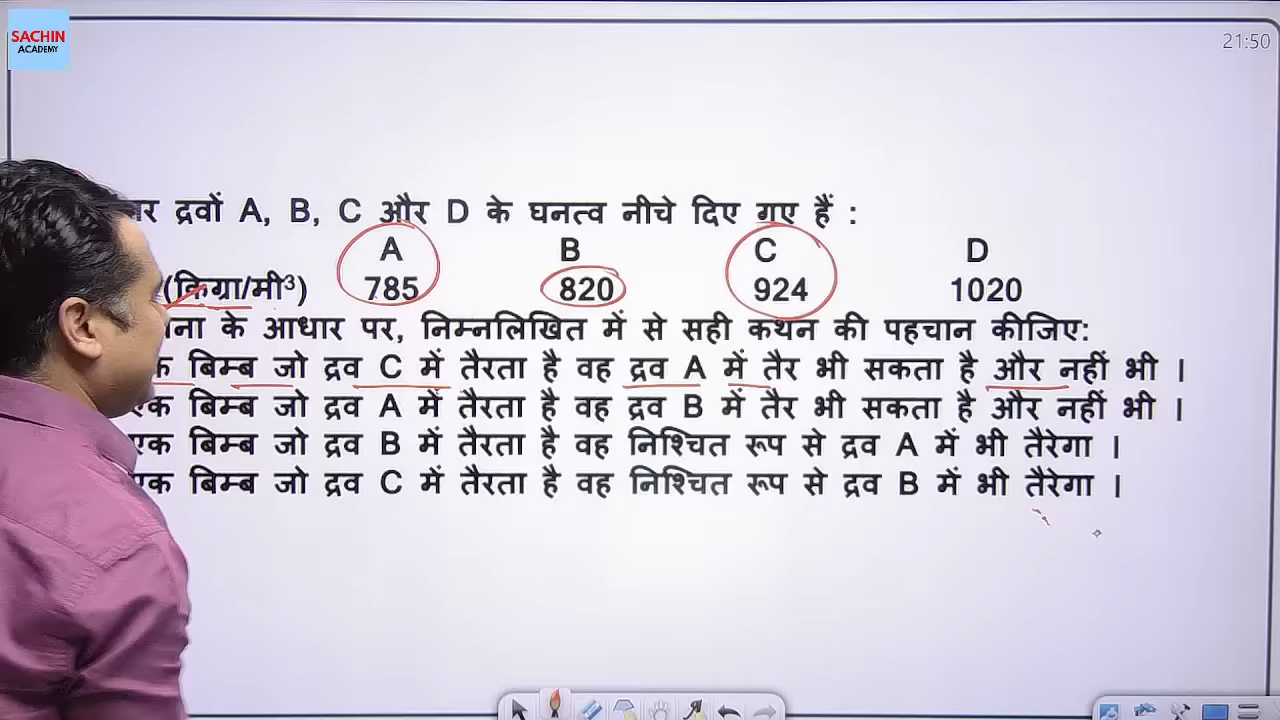 SACHIN
ACADEMY
21:50
द्रवों A, B, C और D के घनत्व नीचे दिए गए हैं :
A B C D
(किग्रा/मी³) 785 820 924 1020
के आधार पर, निम्नलिखित में से सही कथन की पहचान कीजिए:
बिम्ब जो द्रव C में तैरता है वह द्रव A में तैर भी सकता है और नहीं भी ।
एक बिम्ब जो द्रव A में तैरता है वह द्रव B में तैर भी सकता है और नहीं भी ।
एक बिम्ब जो द्रव B में तैरता है वह निश्चित रूप से द्रव A में भी तैरेगा ।
एक बिम्ब जो द्रव C में तैरता है वह निश्चित रूप से द्रव B में भी तैरेगा ।